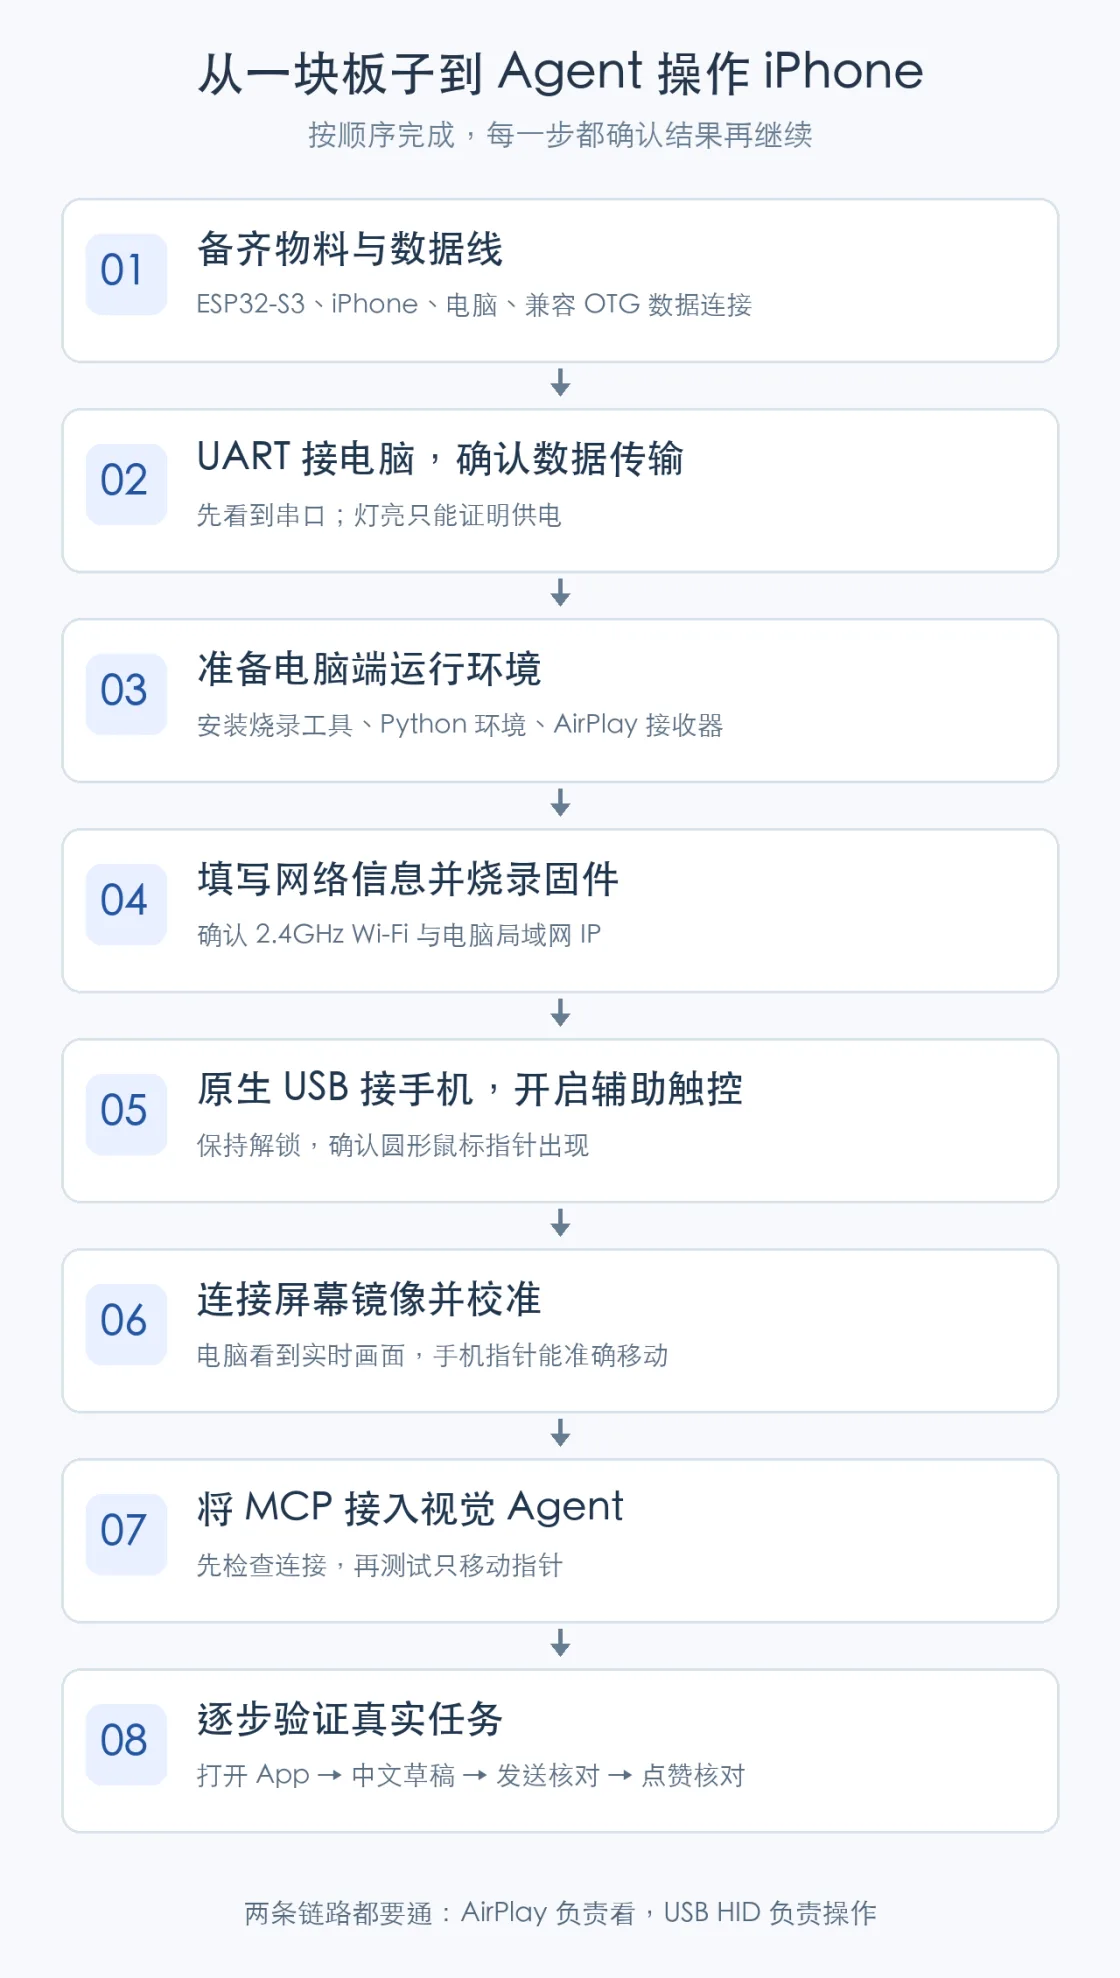 从一块板子到 Agent 操作 iPhone
按顺序完成，每一步都确认结果再继续
01
备齐物料与数据线
ESP32-S3、iPhone、电脑、兼容 OTG 数据连接
02
UART 接电脑，确认数据传输
先看到串口；灯亮只能证明供电
03
准备电脑端运行环境
安装烧录工具、Python 环境、AirPlay 接收器
04
填写网络信息并烧录固件
确认 2.4GHz Wi-Fi 与电脑局域网 IP
05
原生 USB 接手机，开启辅助触控
保持解锁，确认圆形鼠标指针出现
06
连接屏幕镜像并校准
电脑看到实时画面，手机指针能准确移动
07
将 MCP 接入视觉 Agent
先检查连接，再测试只移动指针
08
逐步验证真实任务
打开 App → 中文草稿 → 发送核对 → 点赞核对
两条链路都要通：AirPlay 负责看，USB HID 负责操作